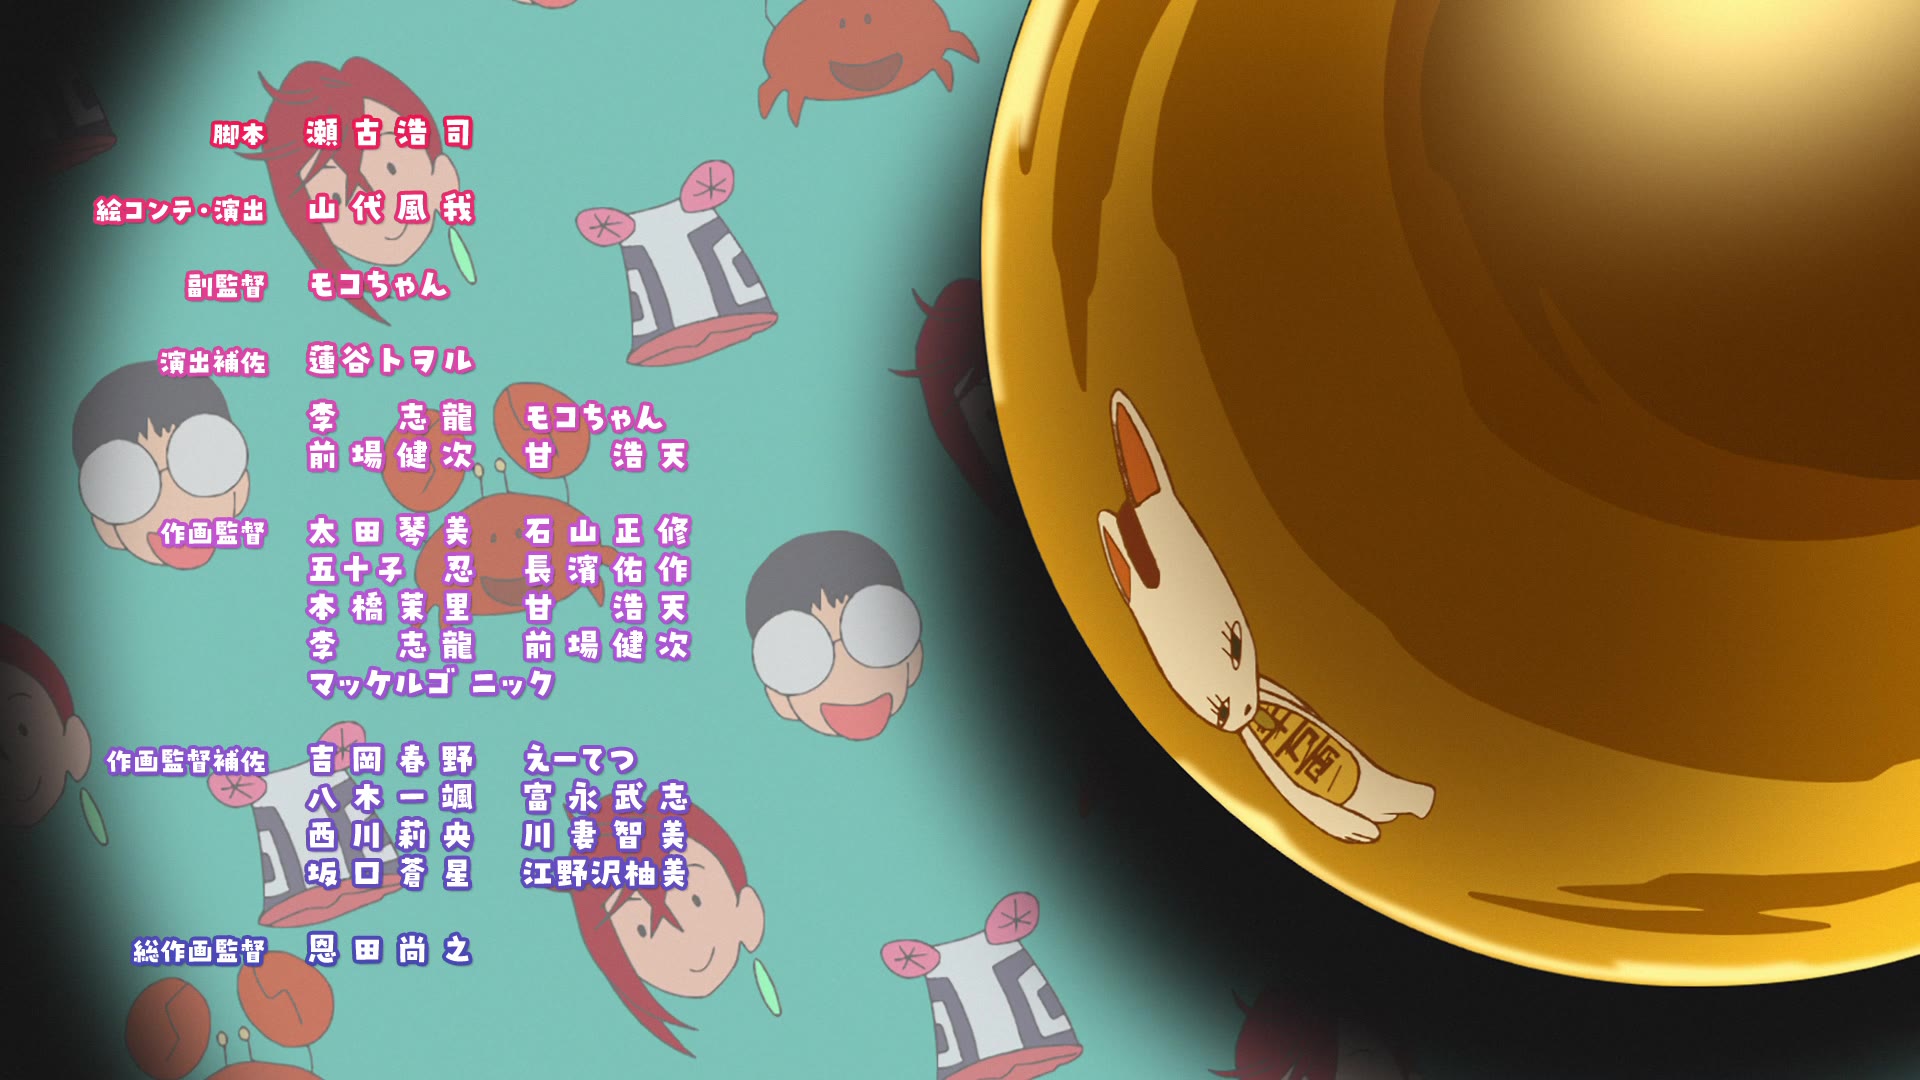 脚本 瀬古浩司
絵コンテ・演出 山代風我
副監督 モコちゃん
演出補佐 蓮谷トヲル
李 志龍 モコちゃん
前場健次 甘 浩天
作画監督 太田琴美 石山正修
五十子 忍 長濱佑作
本橋茉里 甘 浩天
李 志龍 前場健次
マッケルゴ ニック
作画監督補佐 吉岡春野 えーてつ
八木一颯 富永武志
西川莉央 川妻智美
坂口蒼星 江野沢柚美
総作画監督 恩田尚之
千万両